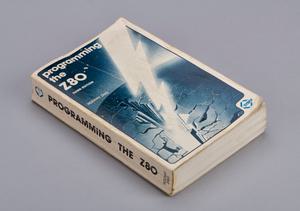 programming
the
Z80
PROGRAMMING THE Z80